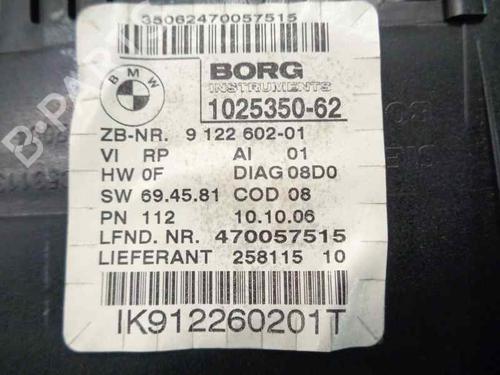 35062470057515
BMW
BORG
INSTRUMENTS
1025350-62
ZB-NR. 9 122 602-01
VI RP AI 01
HW 0F DIAG 08D0
SW 69.45.81 COD 08
PN 112 10.10.06
LFND. NR. 470057515
LIEFERANT 258115 10
IK912260201T